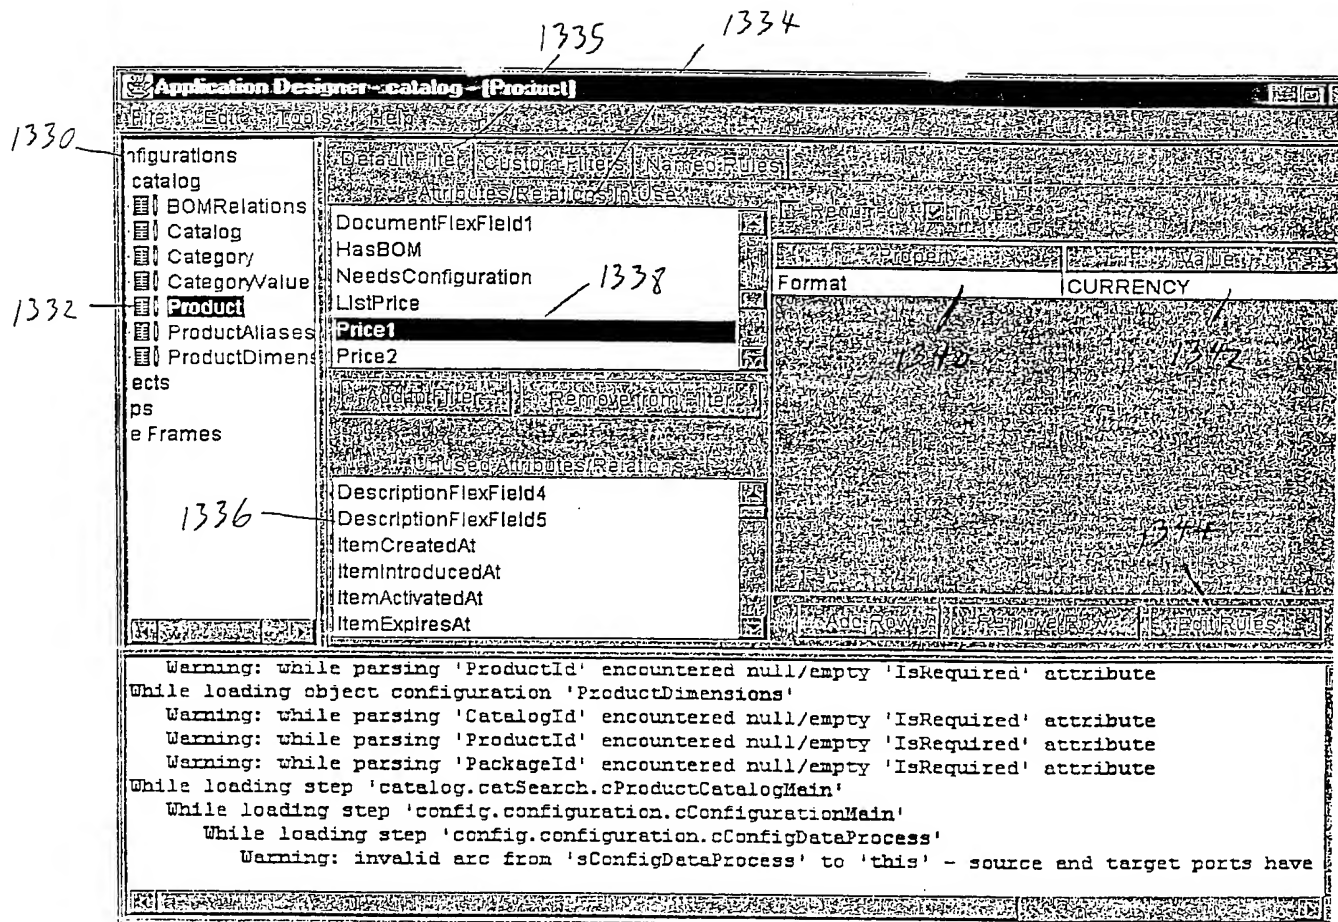 1335
1334
Application Designer - catalog - [Product]
File Edit Tools Help
1330
nfigurations
catalog
BOMRelations
Catalog
Category
CategoryValue
1332
Product
ProductAliases
ProductDimens
ects
ps
e Frames
Default Filter Custom Filter Named Rules
Attributes/Relations In Use
DocumentFlexField1
HasBOM
NeedsConfiguration
ListPrice
1338
Price1
Price2
Add to Filter Remove from Filter
Unused Attributes/Relations
DescriptionFlexField4
1336
DescriptionFlexField5
ItemCreatedAt
ItemIntroducedAt
ItemActivatedAt
ItemExpiresAt
Required In Use
Property Value
Format CURRENCY
1340 1342
1344
Add Row Remove Row Edit Rules
Warning: while parsing 'ProductId' encountered null/empty 'IsRequired' attribute
While loading object configuration 'ProductDimensions'
Warning: while parsing 'CatalogId' encountered null/empty 'IsRequired' attribute
Warning: while parsing 'ProductId' encountered null/empty 'IsRequired' attribute
Warning: while parsing 'PackageId' encountered null/empty 'IsRequired' attribute
While loading step 'catalog.catSearch.cProductCatalogMain'
While loading step 'config.configuration.cConfigurationMain'
While loading step 'config.configuration.cConfigDataProcess'
Warning: invalid arc from 'sConfigDataProcess' to 'this' - source and target ports have